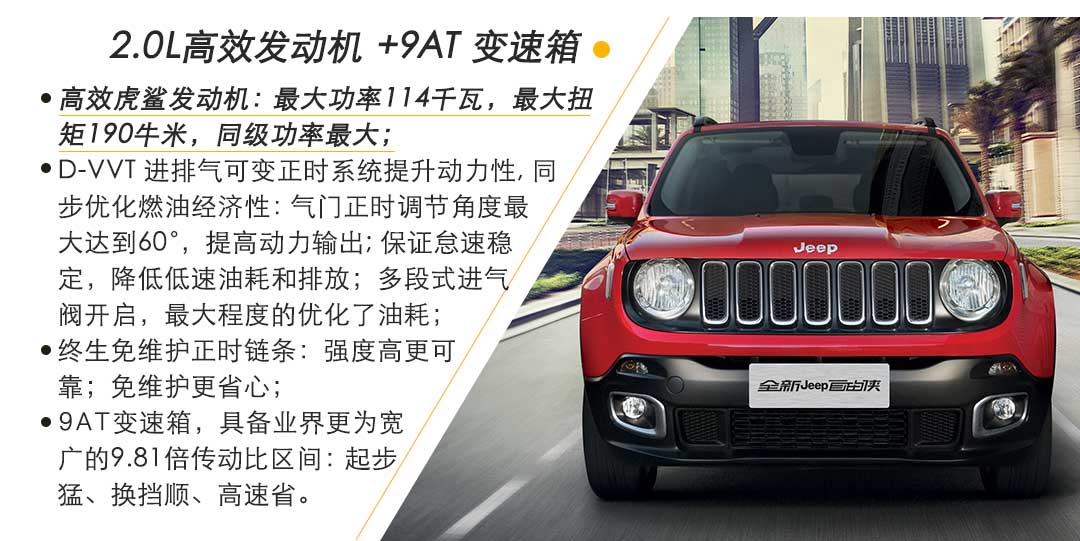 2.0L高效发动机 +9AT 变速箱
高效虎鲨发动机：最大功率114千瓦，最大扭
矩190牛米，同级功率最大；
D-VVT 进排气可变正时系统提升动力性, 同
步优化燃油经济性：气门正时调节角度最
大达到60°，提高动力输出; 保证怠速稳
定，降低低速油耗和排放；多段式进气
阀开启，最大程度的优化了油耗；
终生免维护正时链条：强度高更可
靠；免维护更省心；
9AT变速箱，具备业界更为宽
广的9.81倍传动比区间：起步
猛、换挡顺、高速省。
Jeep
全新Jeep自由侠